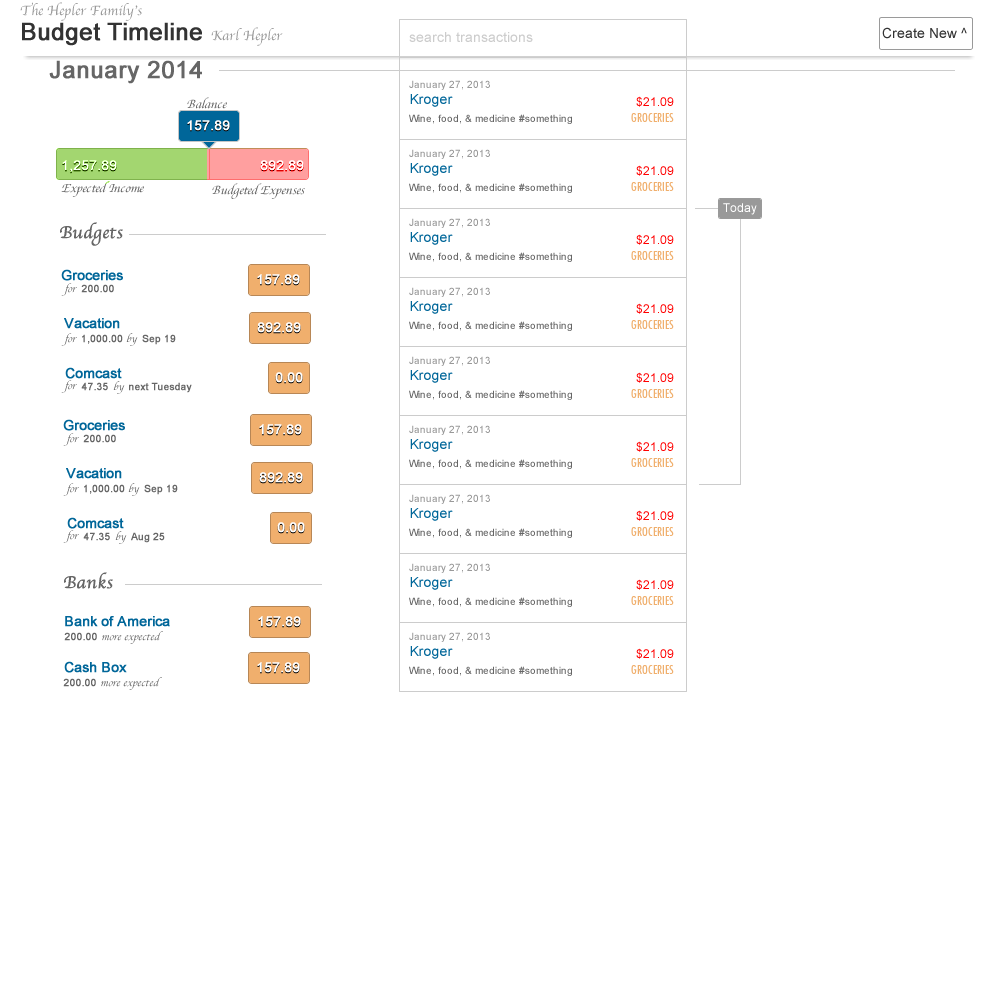 The Hepler Family's
Budget Timeline Karl Hepler
Create New ^
January 2014
Balance
157.89
1,257.89 892.89
Expected Income Budgeted Expenses
Budgets
Groceries 157.89
for 200.00
Vacation 892.89
for 1,000.00 by Sep 19
Comcast 0.00
for 47.35 by next Tuesday
Groceries 157.89
for 200.00
Vacation 892.89
for 1,000.00 by Sep 19
Comcast 0.00
for 47.35 by Aug 25
Banks
Bank of America 157.89
200.00 more expected
Cash Box 157.89
200.00 more expected
search transactions
January 27, 2013
Kroger $21.09
Wine, food, & medicine #something GROCERIES
January 27, 2013
Kroger $21.09
Wine, food, & medicine #something GROCERIES
January 27, 2013
Kroger $21.09
Wine, food, & medicine #something GROCERIES
January 27, 2013
Kroger $21.09
Wine, food, & medicine #something GROCERIES
January 27, 2013
Kroger $21.09
Wine, food, & medicine #something GROCERIES
January 27, 2013
Kroger $21.09
Wine, food, & medicine #something GROCERIES
January 27, 2013
Kroger $21.09
Wine, food, & medicine #something GROCERIES
January 27, 2013
Kroger $21.09
Wine, food, & medicine #something GROCERIES
January 27, 2013
Kroger $21.09
Wine, food, & medicine #something GROCERIES
Today